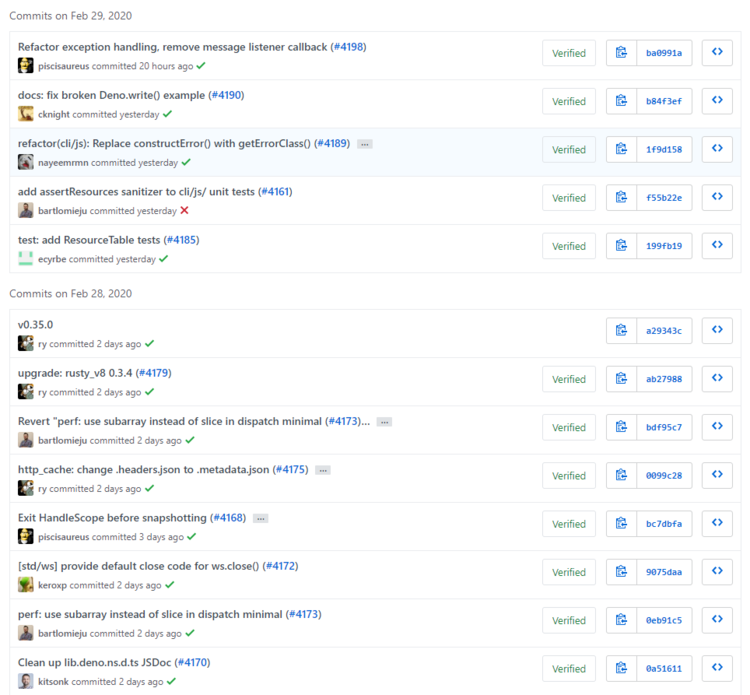 Commits on Feb 29, 2020
Refactor exception handling, remove message listener callback (#4198)
piscisaureus committed 20 hours ago
Verified
ba0991a
docs: fix broken Deno.write() example (#4190)
cknight committed yesterday
Verified
b84f3ef
refactor(cli/js): Replace constructError() with getErrorClass() (#4189) ...
nayeemrmn committed yesterday
Verified
1f9d158
add assertResources sanitizer to cli/js/ unit tests (#4161)
bartlomieju committed yesterday
Verified
f55b22e
test: add ResourceTable tests (#4185)
ecyrbe committed yesterday
Verified
199fb19
Commits on Feb 28, 2020
v0.35.0
ry committed 2 days ago
a29343c
upgrade: rusty_v8 0.3.4 (#4179)
ry committed 2 days ago
Verified
ab27988
Revert "perf: use subarray instead of slice in dispatch minimal (#4173)... ...
bartlomieju committed 2 days ago
Verified
bdf95c7
http_cache: change .headers.json to .metadata.json (#4175) ...
ry committed 2 days ago
Verified
0099c28
Exit HandleScope before snapshotting (#4168) ...
piscisaureus committed 3 days ago
Verified
bc7dbfa
[std/ws] provide default close code for ws.close() (#4172)
keroxp committed 2 days ago
Verified
9075daa
perf: use subarray instead of slice in dispatch minimal (#4173)
bartlomieju committed 2 days ago
Verified
0eb91c5
Clean up lib.deno.ns.d.ts JSDoc (#4170)
kitsonk committed 2 days ago
Verified
0a51611